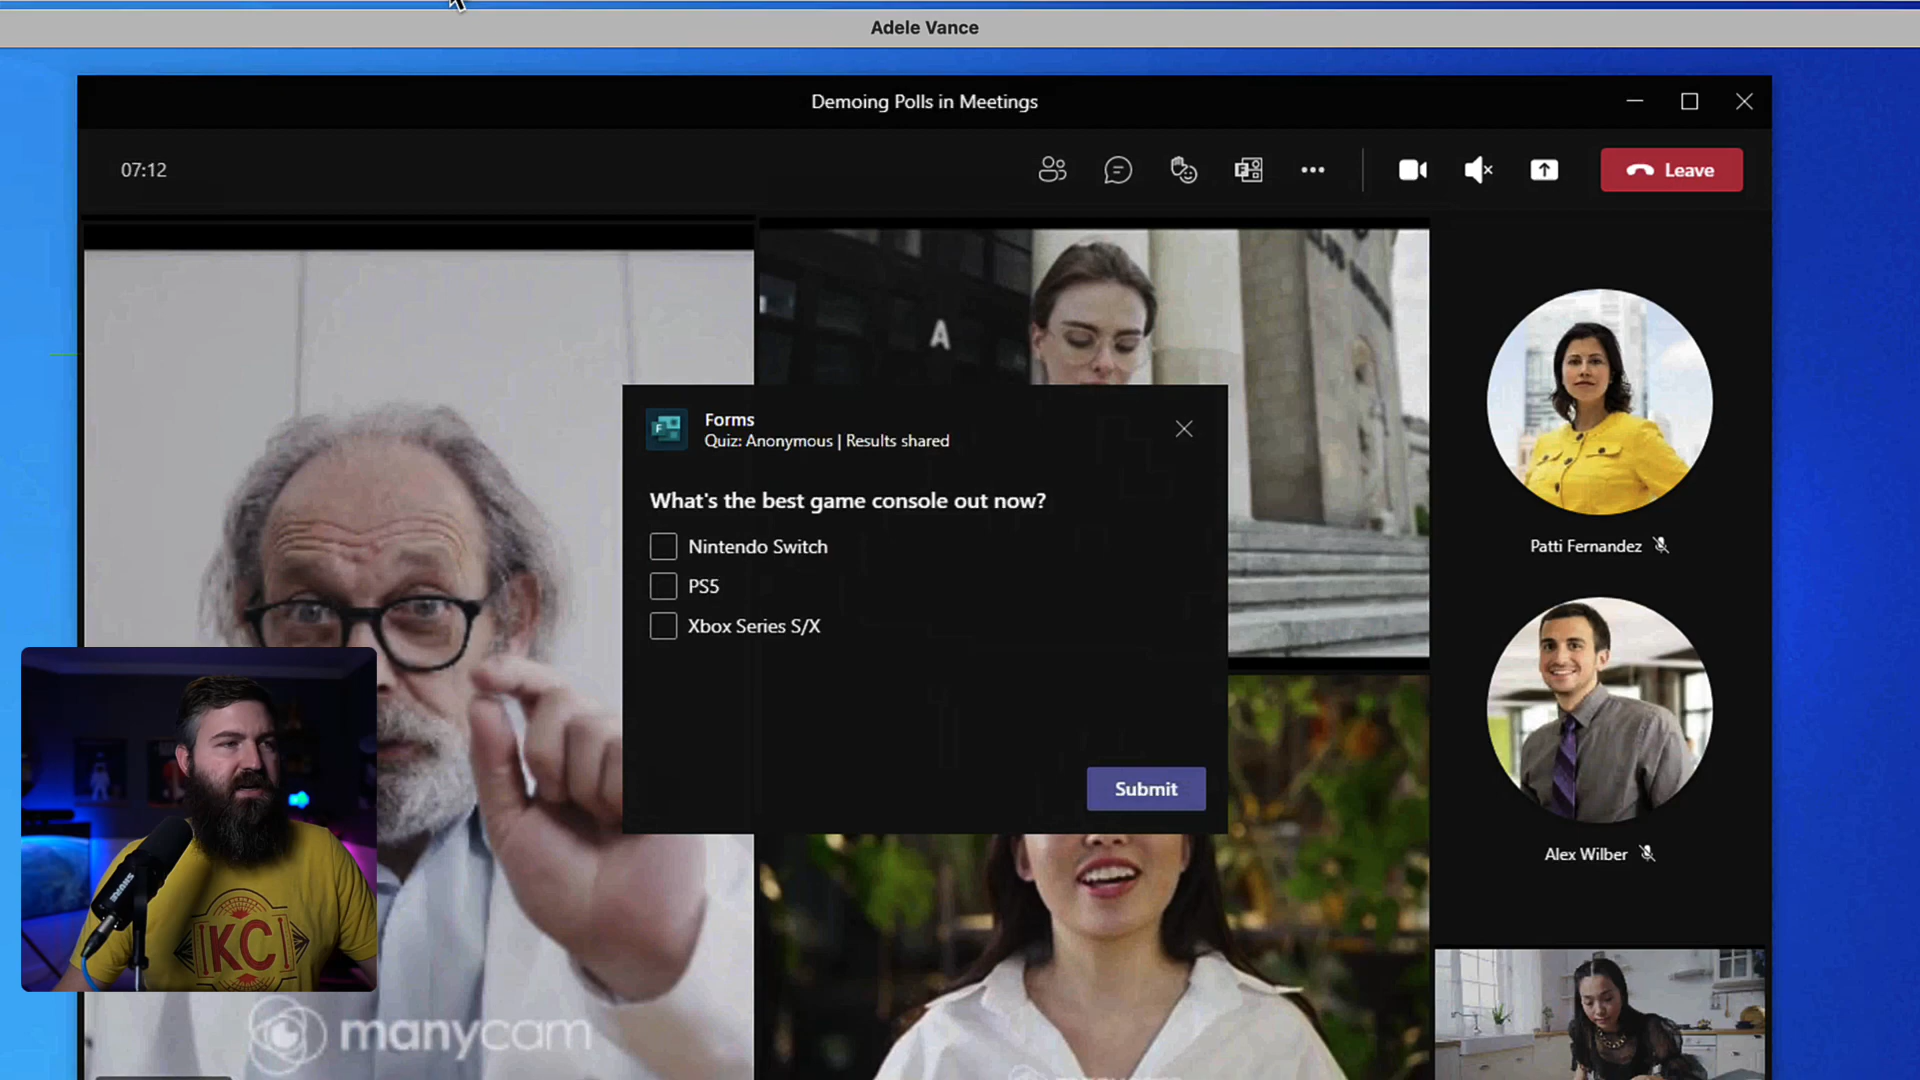 Adele Vance
Demoing Polls in Meetings
07:12
Leave
A
Forms
Quiz: Anonymous | Results shared
What's the best game console out now?
Nintendo Switch
PS5
Xbox Series S/X
Submit
Patti Fernandez
Alex Wilber
KC
manycam